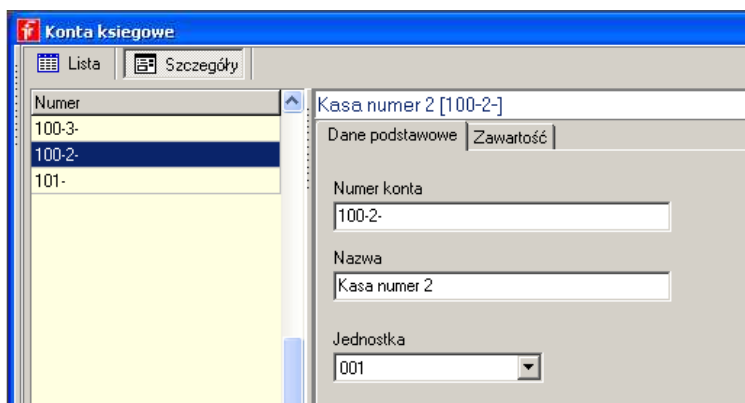 Konta ksiegowe
Lista Szczegóły
Numer
100-3-
100-2-
101-
Kasa numer 2 [100-2-]
Dane podstawowe Zawartość
Numer konta
100-2-
Nazwa
Kasa numer 2
Jednostka
001